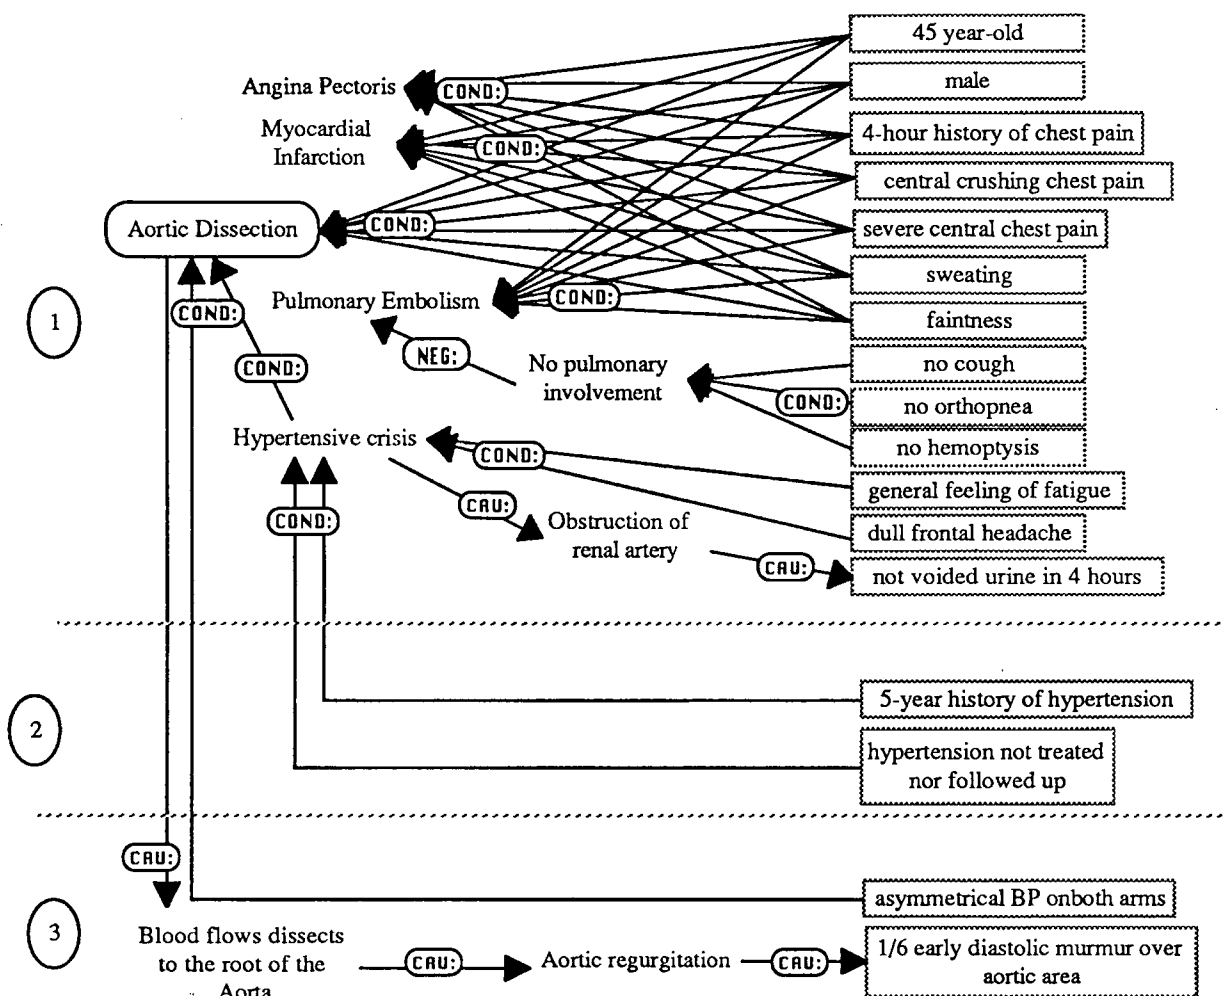 45 year-old
Angina Pectoris
COND:
male
Myocardial
Infarction
COND:
4-hour history of chest pain
central crushing chest pain
Aortic Dissection
COND:
severe central chest pain
sweating
1
COND:
Pulmonary Embolism
COND:
faintness
NEG:
No pulmonary
involvement
no cough
COND:
COND:
no orthopnea
Hypertensive crisis
COND:
no hemoptysis
general feeling of fatigue
CAU:
COND:
Obstruction of
renal artery
dull frontal headache
CAU:
not voided urine in 4 hours
2
5-year history of hypertension
hypertension not treated
nor followed up
CAU:
asymmetrical BP onboth arms
3
Blood flows dissects
to the root of the
Aorta
CAU:
Aortic regurgitation
CAU:
1/6 early diastolic murmur over
aortic area